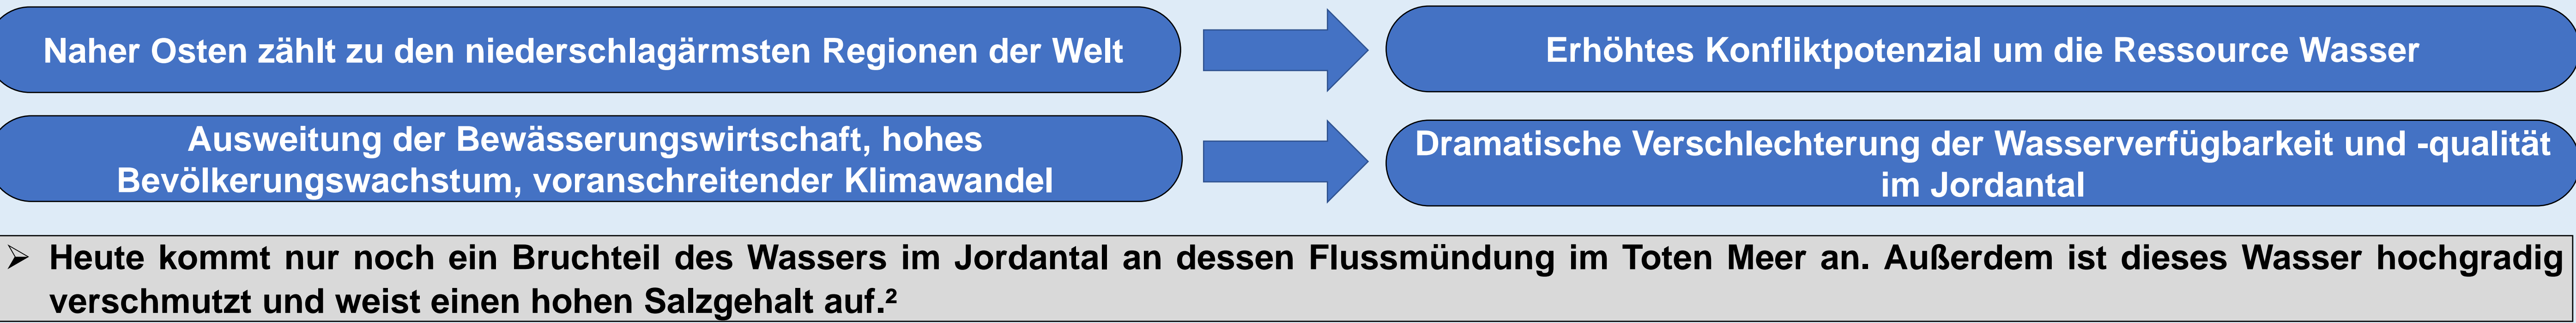 Naher Osten zählt zu den niederschlagärmsten Regionen der Welt
Erhöhtes Konfliktpotenzial um die Ressource Wasser
Ausweitung der Bewässerungswirtschaft, hohes
Bevölkerungswachstum, voranschreitender Klimawandel
Dramatische Verschlechterung der Wasserverfügbarkeit und -qualität
im Jordantal
➢ Heute kommt nur noch ein Bruchteil des Wassers im Jordantal an dessen Flussmündung im Toten Meer an. Außerdem ist dieses Wasser hochgradig
verschmutzt und weist einen hohen Salzgehalt auf.²